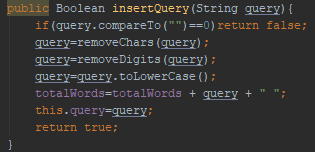 public Boolean insertQuery(String query){
if(query.compareTo("")==0)return false;
query=removeChars(query);
query=removeDigits(query);
query=query.toLowerCase();
totalWords=totalWords + query + " ";
this.query=query;
return true;
}